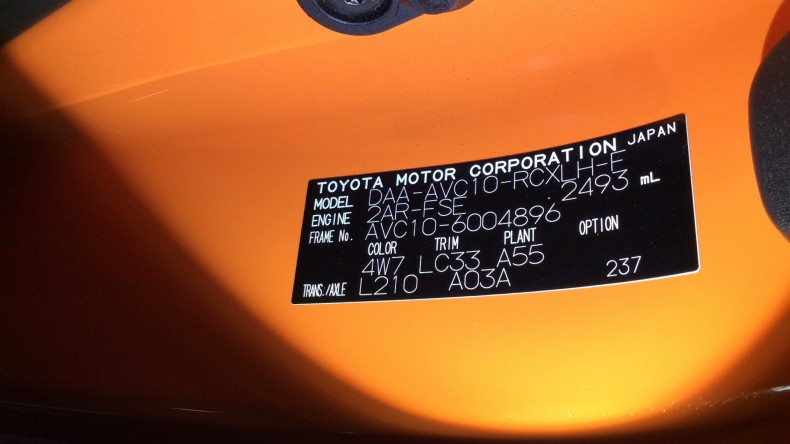 TOYOTA MOTOR CORPORATION JAPAN
MODEL DAA-AVC10-RCXLH-E
ENGINE 2AR-FSE 2493 mL
FRAME No. AVC10-6004896
COLOR TRIM PLANT OPTION
4W7 LC33 A55
TRANS./AXLE L210 A03A 237